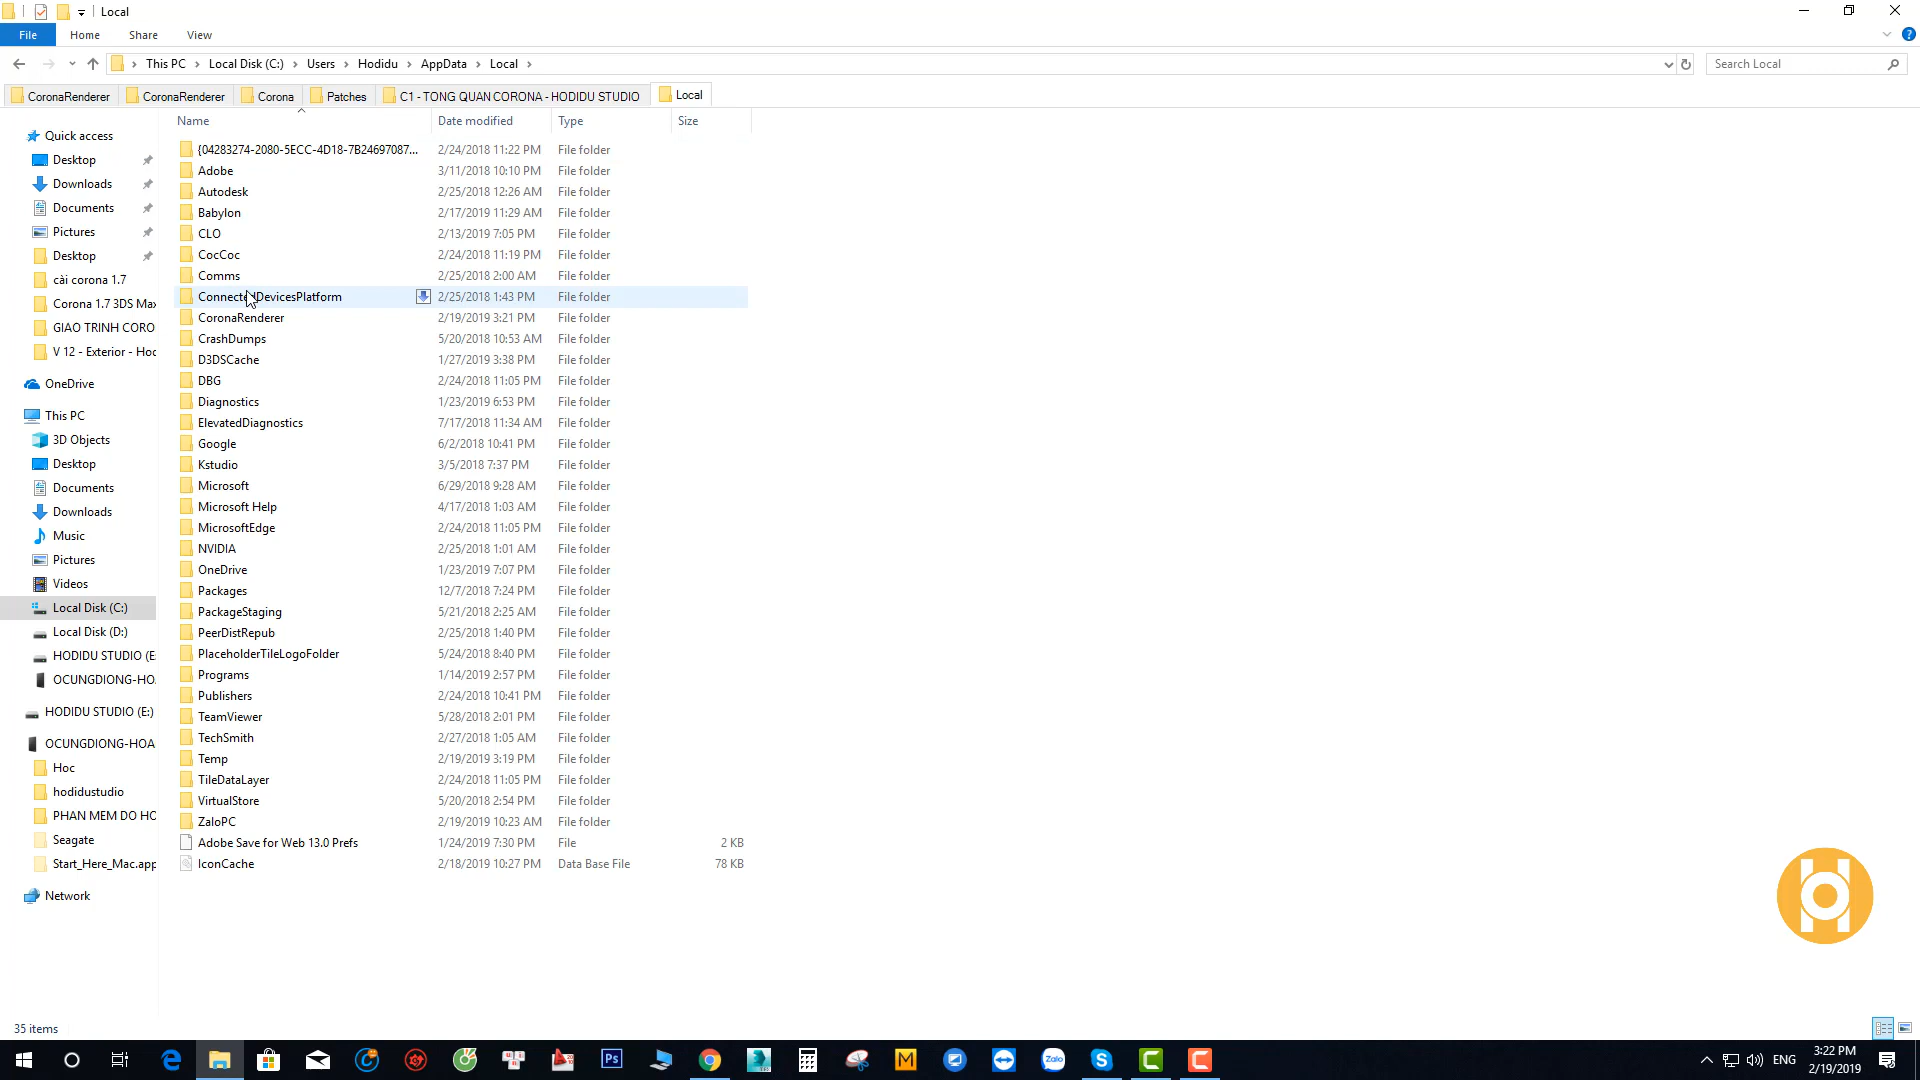 Local
File Home Share View
This PC Local Disk (C:) Users Hodidu AppData Local
Search Local
CoronaRenderer CoronaRenderer Corona Patches C1 - TONG QUAN CORONA - HODIDU STUDIO Local
Name Date modified Type Size
Quick access
Desktop
Downloads
Documents
Pictures
Desktop
cài corona 1.7
Corona 1.7 3DS Max
GIAO TRINH CORO
V 12 - Exterior - Hoc
OneDrive
This PC
3D Objects
Desktop
Documents
Downloads
Music
Pictures
Videos
Local Disk (C:)
Local Disk (D:)
HODIDU STUDIO (E:
OCUNGDIONG-HOA
HODIDU STUDIO (E:)
OCUNGDIONG-HOA
Hoc
hodidustudio
PHAN MEM DO HO
Seagate
Start_Here_Mac.app
Network
{04283274-2080-5ECC-4D18-7B24697087... 2/24/2018 11:22 PM File folder
Adobe 3/11/2018 10:10 PM File folder
Autodesk 2/25/2018 12:26 AM File folder
Babylon 2/17/2019 11:29 AM File folder
CLO 2/13/2019 7:05 PM File folder
CocCoc 2/24/2018 11:19 PM File folder
Comms 2/25/2018 2:00 AM File folder
ConnectedDevicesPlatform 2/25/2018 1:43 PM File folder
CoronaRenderer 2/19/2019 3:21 PM File folder
CrashDumps 5/20/2018 10:53 AM File folder
D3DSCache 1/27/2019 3:38 PM File folder
DBG 2/24/2018 11:05 PM File folder
Diagnostics 1/23/2019 6:53 PM File folder
ElevatedDiagnostics 7/17/2018 11:34 AM File folder
Google 6/2/2018 10:41 PM File folder
Kstudio 3/5/2018 7:37 PM File folder
Microsoft 6/29/2018 9:28 AM File folder
Microsoft Help 4/17/2018 1:03 AM File folder
MicrosoftEdge 2/24/2018 11:05 PM File folder
NVIDIA 2/25/2018 1:01 AM File folder
OneDrive 1/23/2019 7:07 PM File folder
Packages 12/7/2018 7:24 PM File folder
PackageStaging 5/21/2018 2:25 AM File folder
PeerDistRepub 2/25/2018 1:40 PM File folder
PlaceholderTileLogoFolder 5/24/2018 8:40 PM File folder
Programs 1/14/2019 2:57 PM File folder
Publishers 2/24/2018 10:41 PM File folder
TeamViewer 5/28/2018 2:01 PM File folder
TechSmith 2/27/2018 1:05 AM File folder
Temp 2/19/2019 3:19 PM File folder
TileDataLayer 2/24/2018 11:05 PM File folder
VirtualStore 5/20/2018 2:54 PM File folder
ZaloPC 2/19/2019 10:23 AM File folder
Adobe Save for Web 13.0 Prefs 1/24/2019 7:30 PM File 2 KB
IconCache 2/18/2019 10:27 PM Data Base File 78 KB
35 items
Ps
Zalo
ENG
3:22 PM
2/19/2019